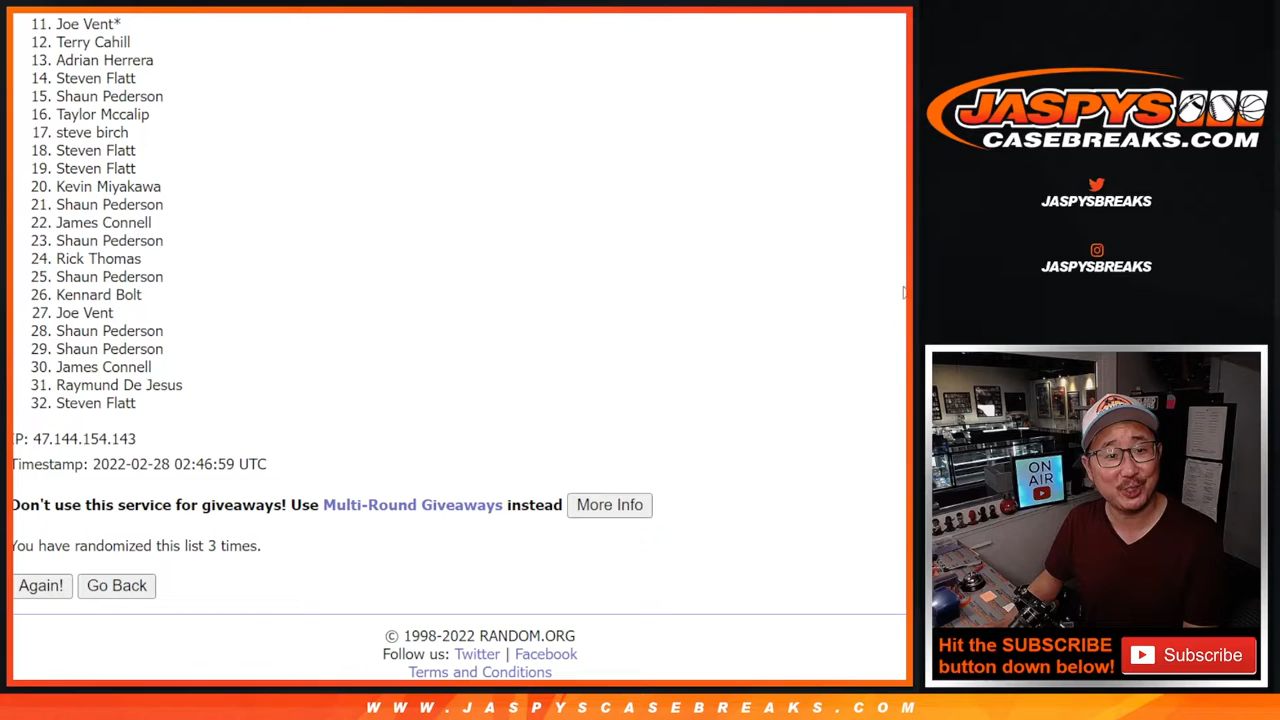 11. Joe Vent*
12. Terry Cahill
13. Adrian Herrera
14. Steven Flatt
15. Shaun Pederson
16. Taylor Mccalip
17. steve birch
18. Steven Flatt
19. Steven Flatt
20. Kevin Miyakawa
21. Shaun Pederson
22. James Connell
23. Shaun Pederson
24. Rick Thomas
25. Shaun Pederson
26. Kennard Bolt
27. Joe Vent
28. Shaun Pederson
29. Shaun Pederson
30. James Connell
31. Raymund De Jesus
32. Steven Flatt
IP: 47.144.154.143
Timestamp: 2022-02-28 02:46:59 UTC
Don't use this service for giveaways! Use Multi-Round Giveaways instead More Info
You have randomized this list 3 times.
Again! Go Back
© 1998-2022 RANDOM.ORG
Follow us: Twitter | Facebook
Terms and Conditions
JASPYS
CASEBREAKS.COM
JASPYSBREAKS
JASPYSBREAKS
ON
AIR
Hit the SUBSCRIBE
button down below!
Subscribe
WWW.JASPYSCASEBREAKS.COM